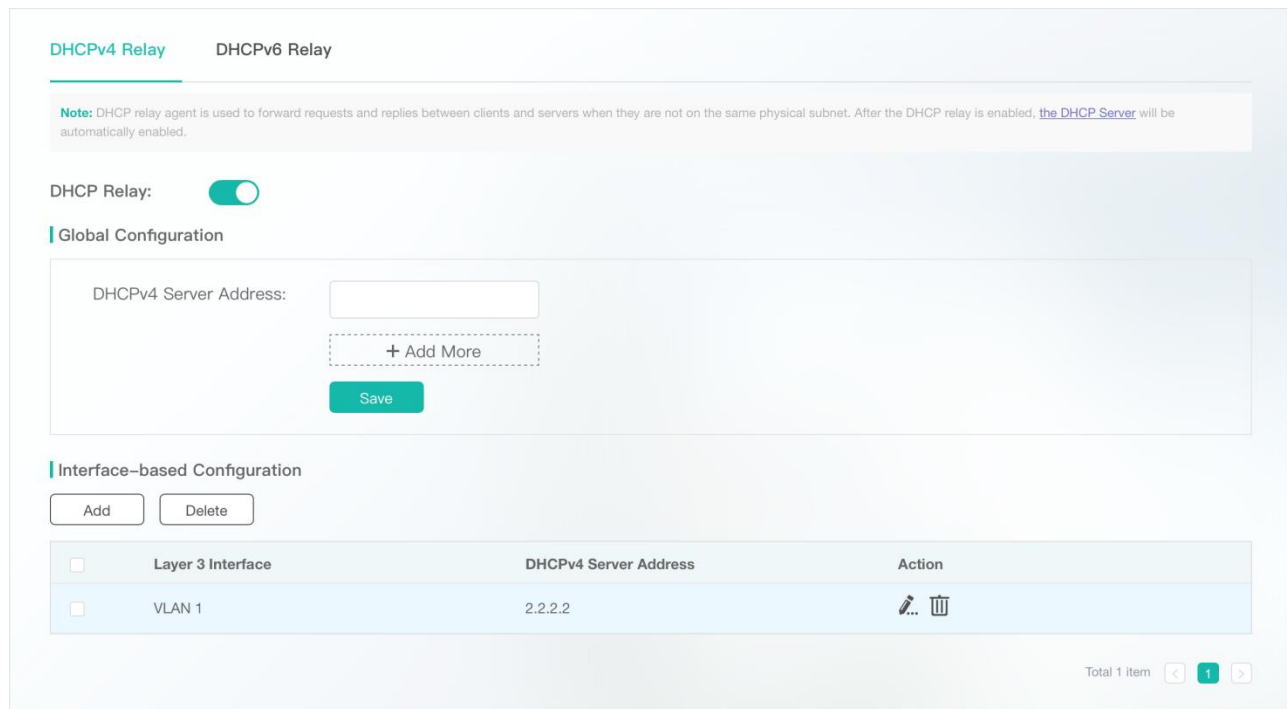 DHCPv4 Relay DHCPv6 Relay
Note: DHCP relay agent is used to forward requests and replies between clients and servers when they are not on the same physical subnet. After the DHCP relay is enabled, the DHCP Server will be
automatically enabled.
DHCP Relay:
Global Configuration
DHCPv4 Server Address:
+ Add More
Save
Interface-based Configuration
Add Delete
Layer 3 Interface DHCPv4 Server Address Action
VLAN 1 2.2.2.2
Total 1 item < 1 >